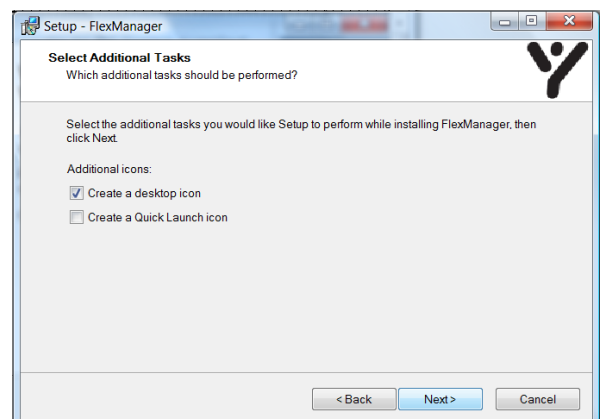 Setup - FlexManager
Select Additional Tasks
Which additional tasks should be performed?
Select the additional tasks you would like Setup to perform while installing FlexManager, then
click Next.
Additional icons:
Create a desktop icon
Create a Quick Launch icon
< Back
Next >
Cancel